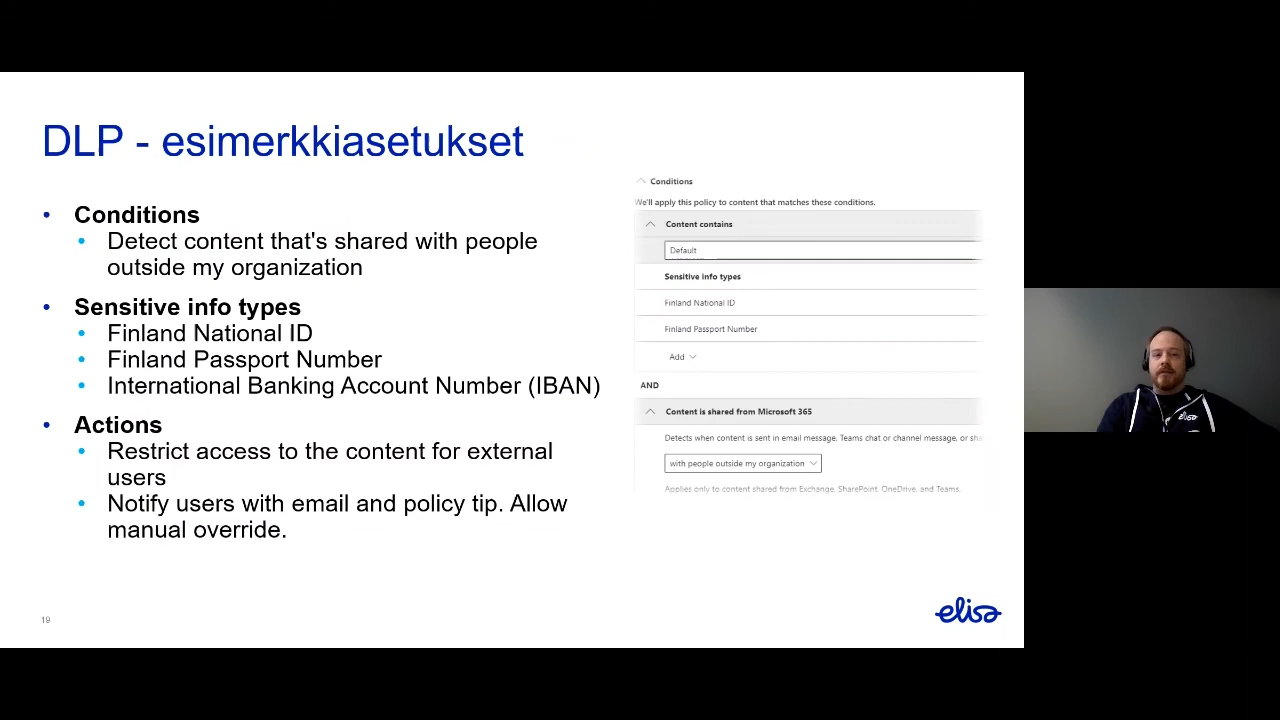 DLP - esimerkkiasetukset
• Conditions
• Detect content that's shared with people
outside my organization
• Sensitive info types
• Finland National ID
• Finland Passport Number
• International Banking Account Number (IBAN)
• Actions
• Restrict access to the content for external
users
• Notify users with email and policy tip. Allow
manual override.
Conditions
We'll apply this policy to content that matches these conditions.
Content contains
Default
Sensitive info types
Finland National ID
Finland Passport Number
Add
AND
Content is shared from Microsoft 365
Detects when content is sent in email message, Teams chat or channel message, or sha
with people outside my organization
Applies only to content shared from Exchange, SharePoint, OneDrive, and Teams.
19
elisa
elisa